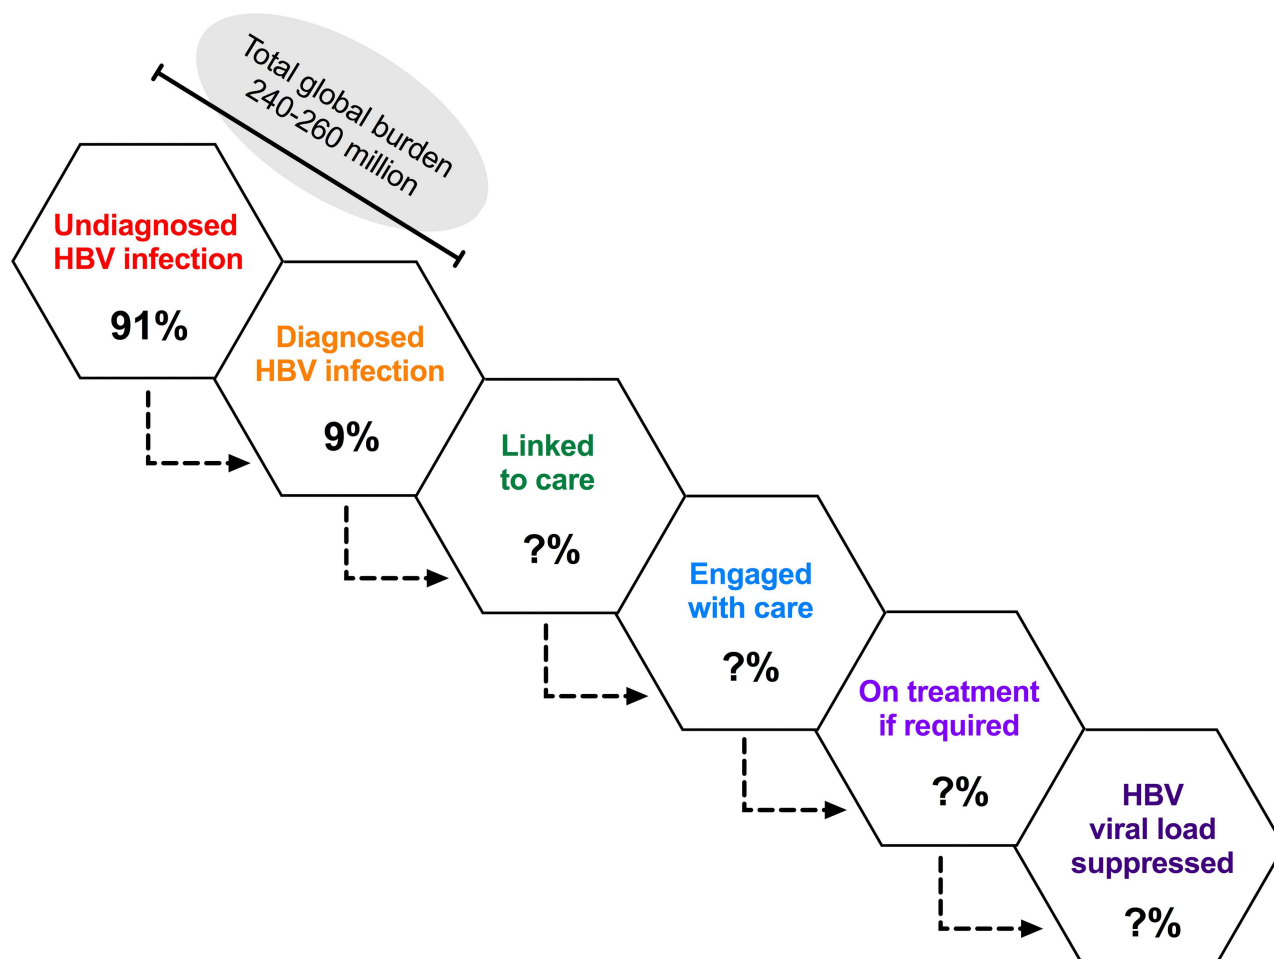 Total global burden
240-260 million
Undiagnosed
HBV infection
91%
Diagnosed
HBV infection
9%
Linked
to care
?%
Engaged
with care
?%
On treatment
if required
?%
HBV
viral load
suppressed
?%